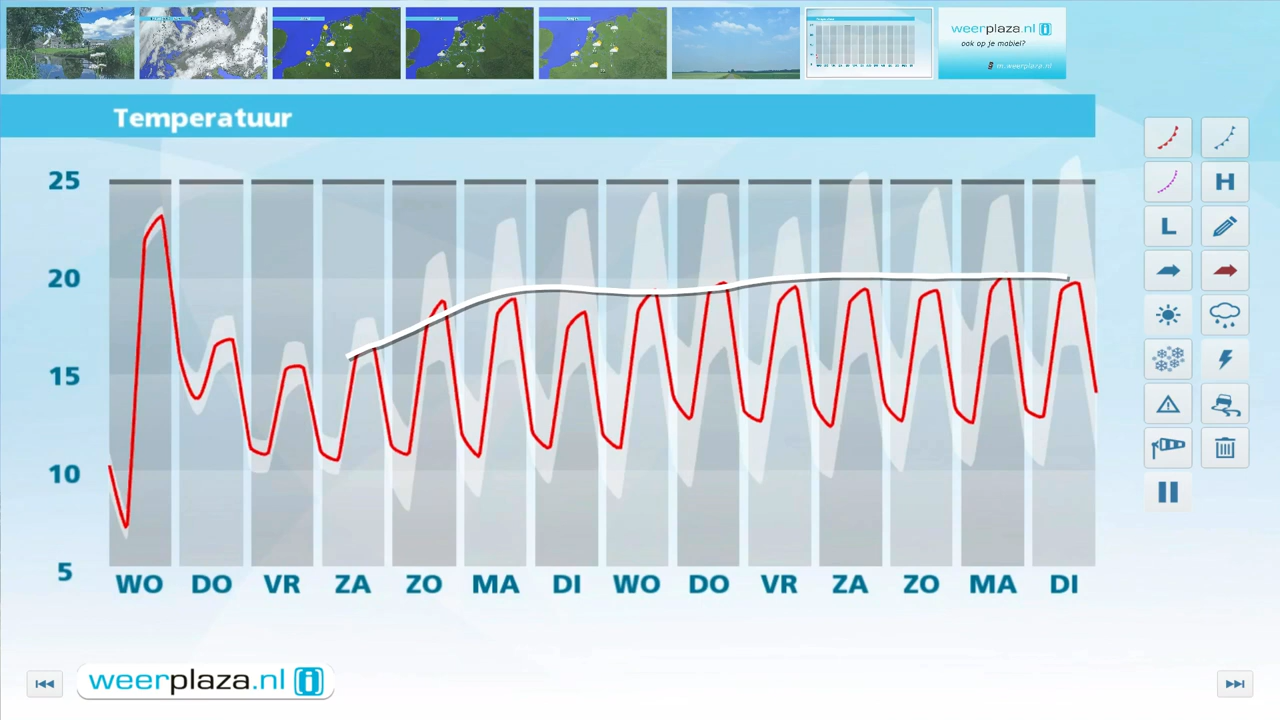 weerplaza.nl i
ook op je mobiel?
m.weerplaza.nl
Temperatuur
25
20
15
10
5
WO DO VR ZA ZO MA DI WO DO VR ZA ZO MA DI
H
L
weerplaza.nl i